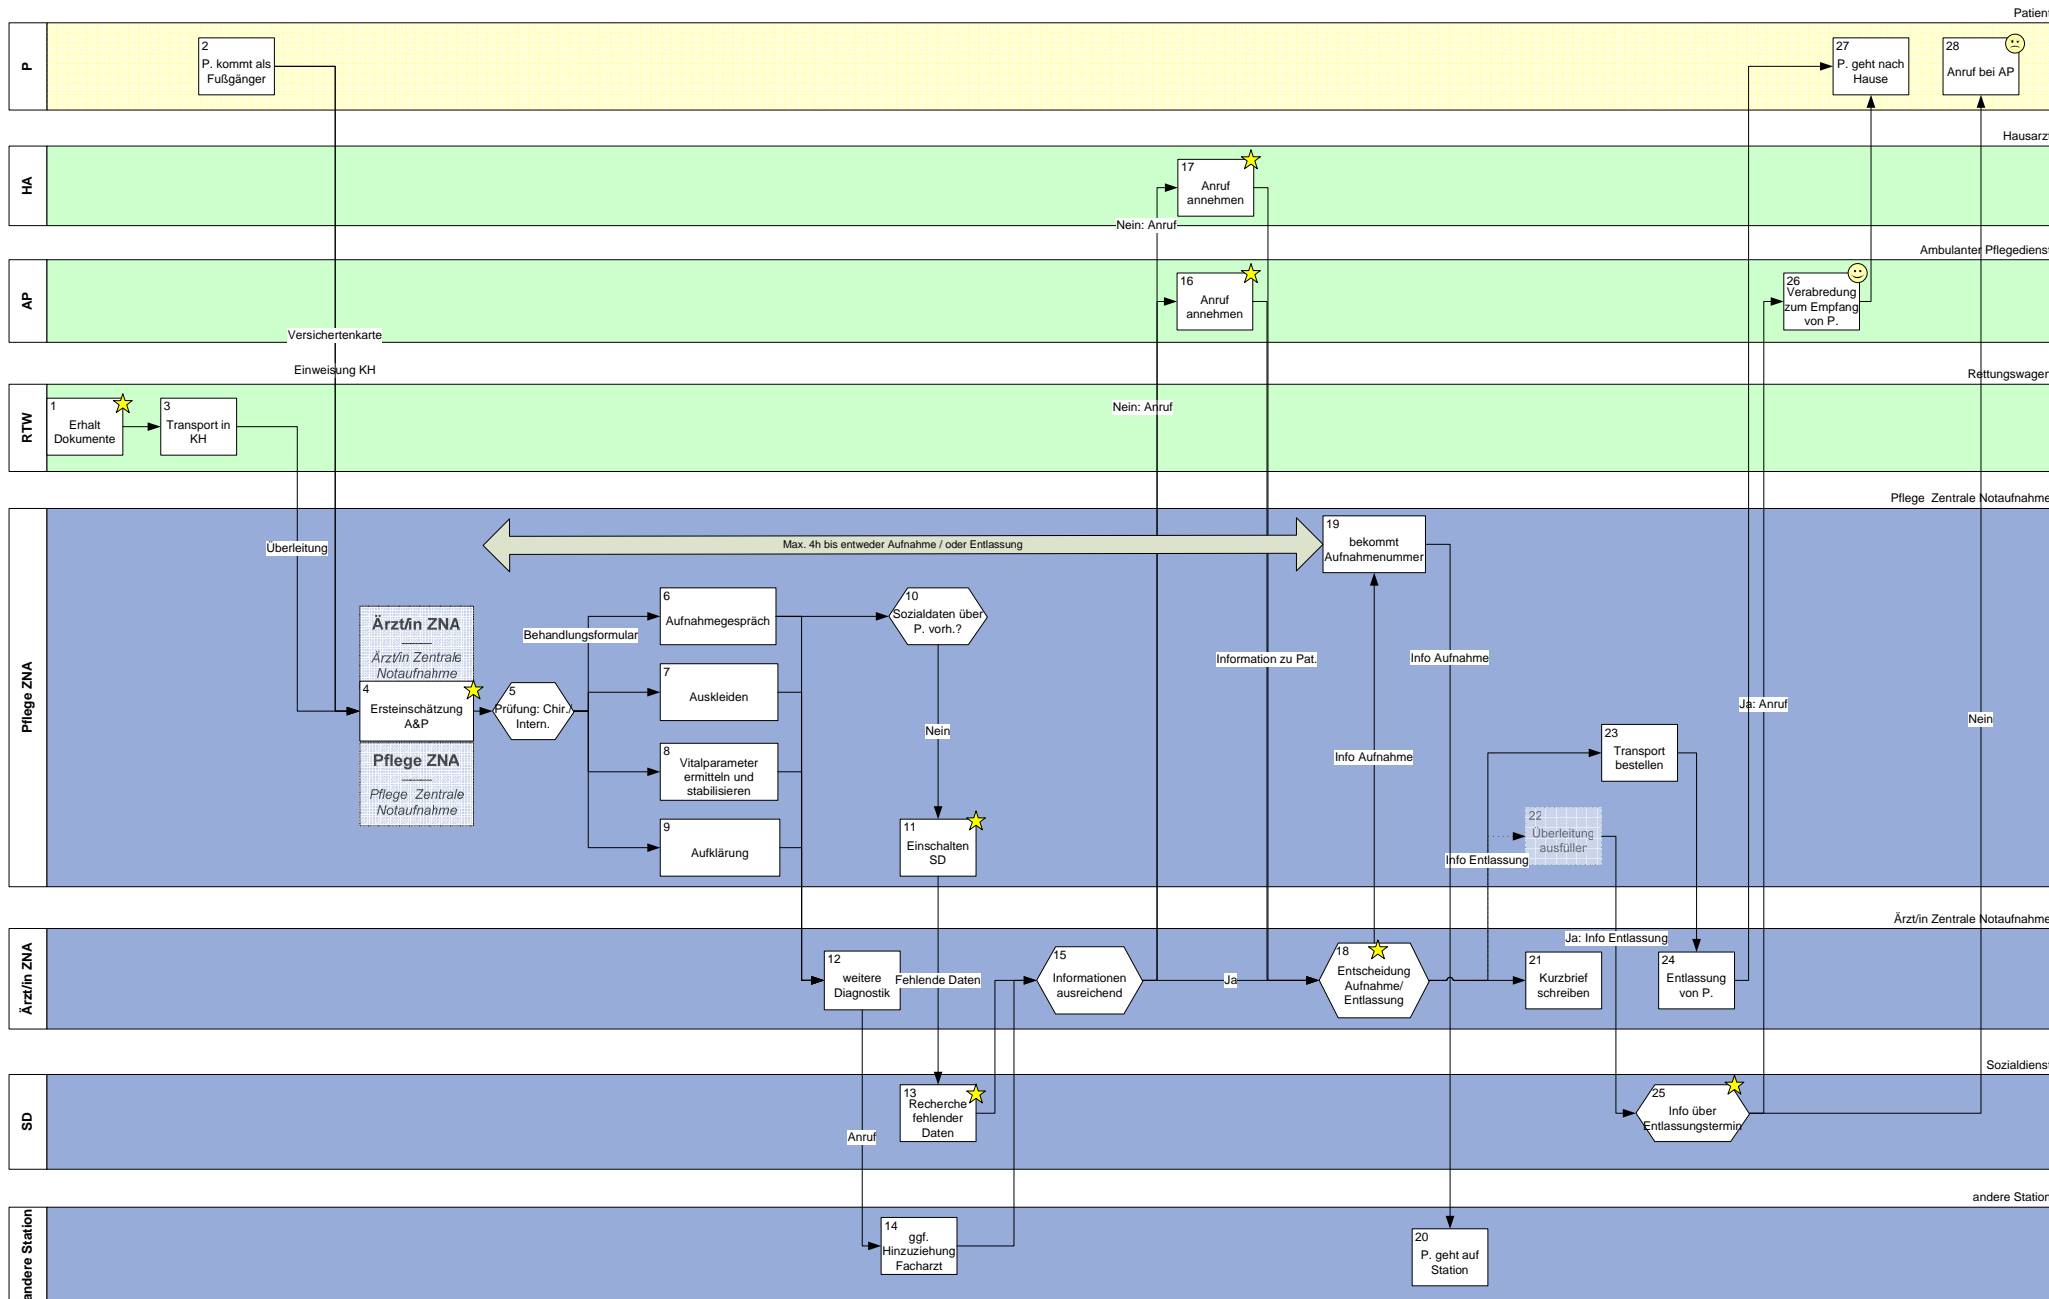 Patient
P
2
P. kommt als
Fußgänger
27
P. geht nach
Hause
28
Anruf bei AP
Hausarzt
HA
17
Anruf
annehmen
Nein: Anruf
Ambulanter Pflegedienst
AP
16
Anruf
annehmen
26
Verabredung
zum Empfang
von P.
Versichertenkarte
Einweisung KH
Rettungswagen
RTW
1
Erhalt
Dokumente
3
Transport in
KH
Nein: Anruf
Pflege Zentrale Notaufnahme
Pflege ZNA
Überleitung
Max. 4h bis entweder Aufnahme / oder Entlassung
19
bekommt
Aufnahmenummer
Ärzt/in ZNA
Ärzt/in Zentrale
Notaufnahme
4
Ersteinschätzung
A&P
Pflege ZNA
Pflege Zentrale
Notaufnahme
5
Prüfung: Chir./
Intern.
Behandlungsformular
6
Aufnahmegespräch
7
Auskleiden
8
Vitalparameter
ermitteln und
stabilisieren
9
Aufklärung
10
Sozialdaten über
P. vorh.?
Nein
11
Einschalten
SD
Information zu Pat.
Info Aufnahme
Info Aufnahme
Ja: Anruf
Nein
23
Transport
bestellen
22
Überleitung
ausfüllen
Info Entlassung
Ärzt/in Zentrale Notaufnahme
Ärzt/in ZNA
12
weitere
Diagnostik
Fehlende Daten
15
Informationen
ausreichend
Ja
18
Entscheidung
Aufnahme/
Entlassung
21
Kurzbrief
schreiben
Ja: Info Entlassung
24
Entlassung
von P.
Sozialdienst
SD
13
Recherche
fehlender
Daten
Anruf
25
Info über
Entlassungstermin
andere Station
andere Station
14
ggf.
Hinzuziehung
Facharzt
20
P. geht auf
Station